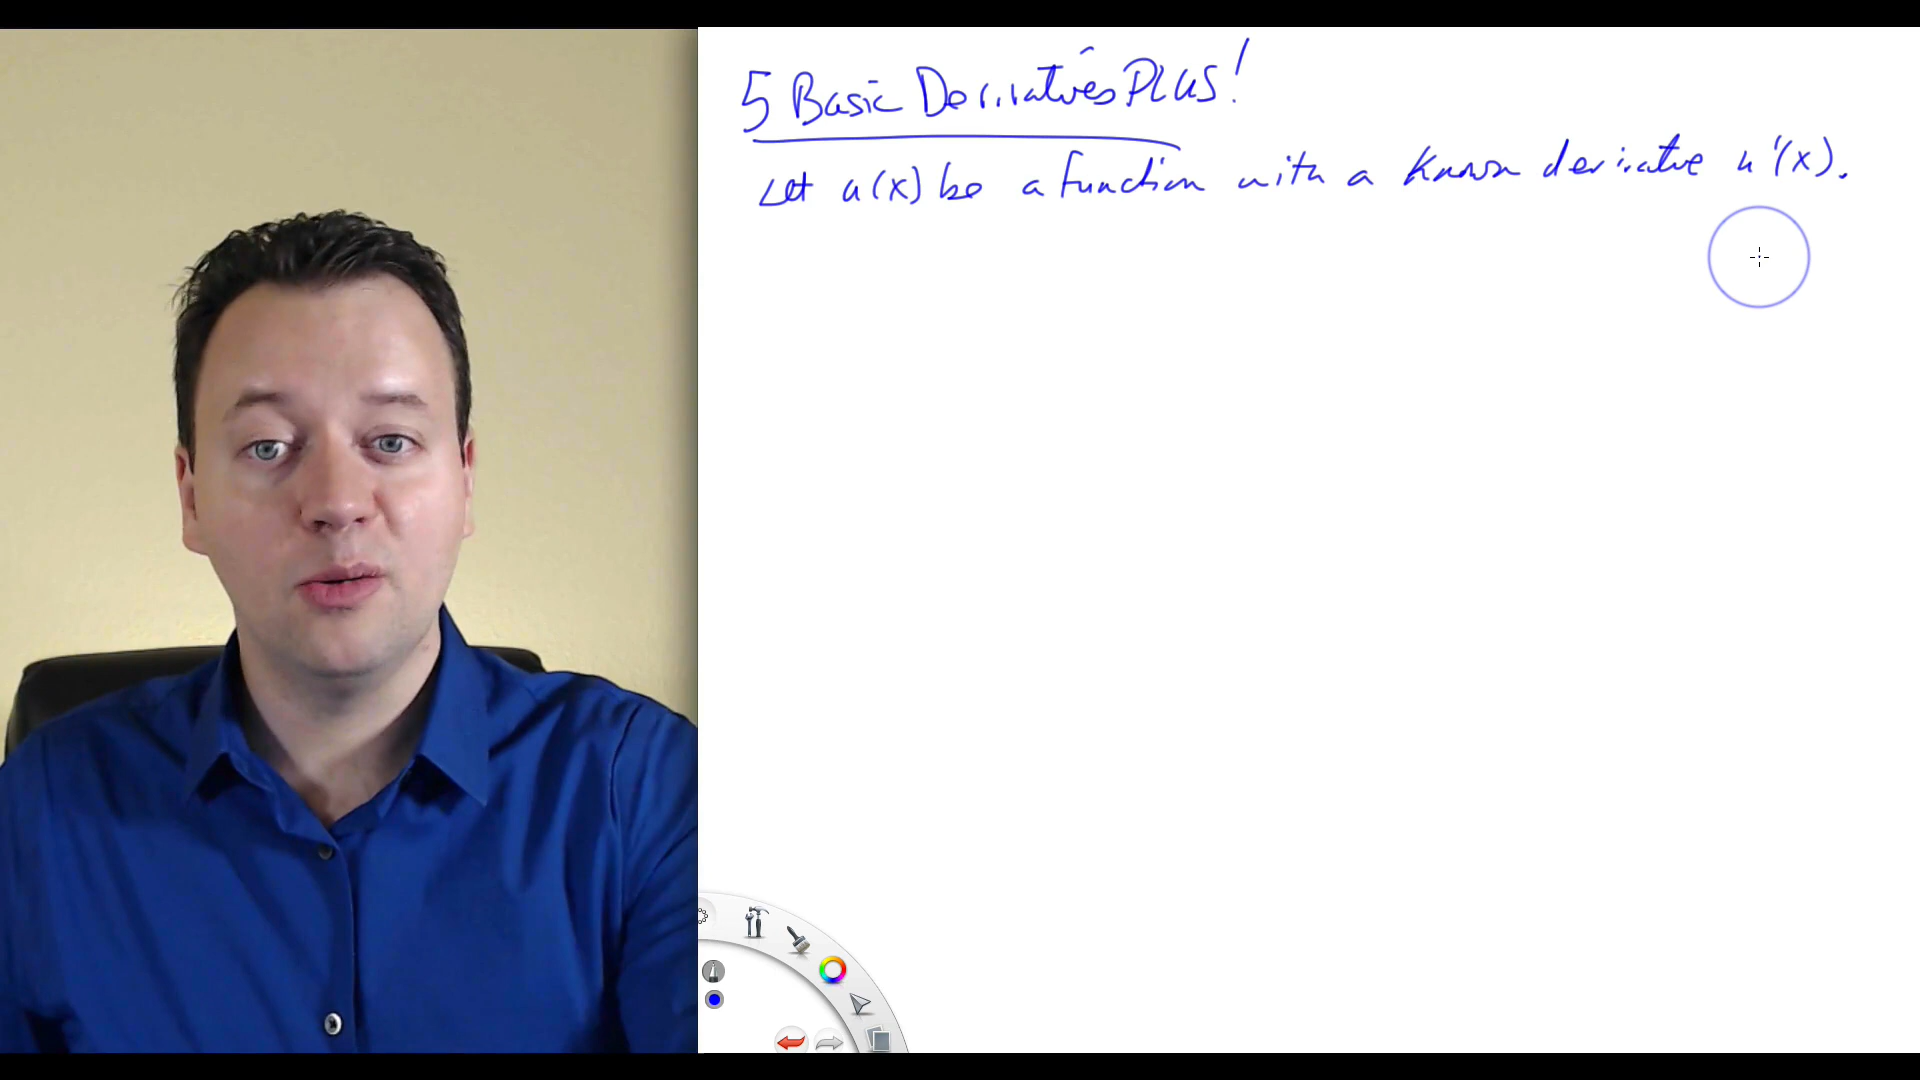 5 Basic Derivatives PLUS!
Let u(x) be a function with a known derivative u'(x).